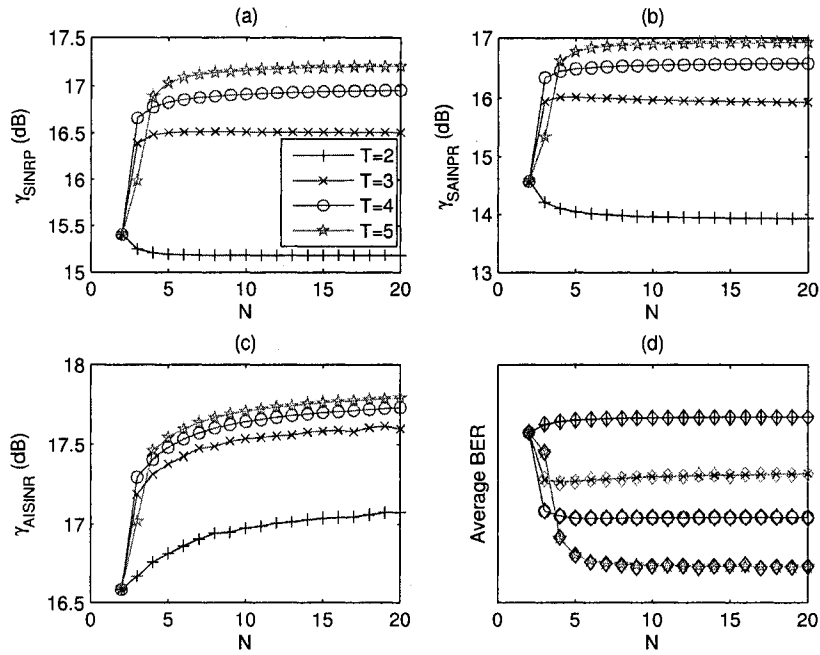 (a)
17.5
17
16.5
16
15.5
15
0
5
10
15
20
N
γSINRP (dB)
T=2
T=3
T=4
T=5
(b)
17
16
15
14
13
0
5
10
15
20
N
γSAINPR (dB)
(c)
18
17.5
17
16.5
0
5
10
15
20
N
γAISINR (dB)
(d)
0
5
10
15
20
N
Average BER